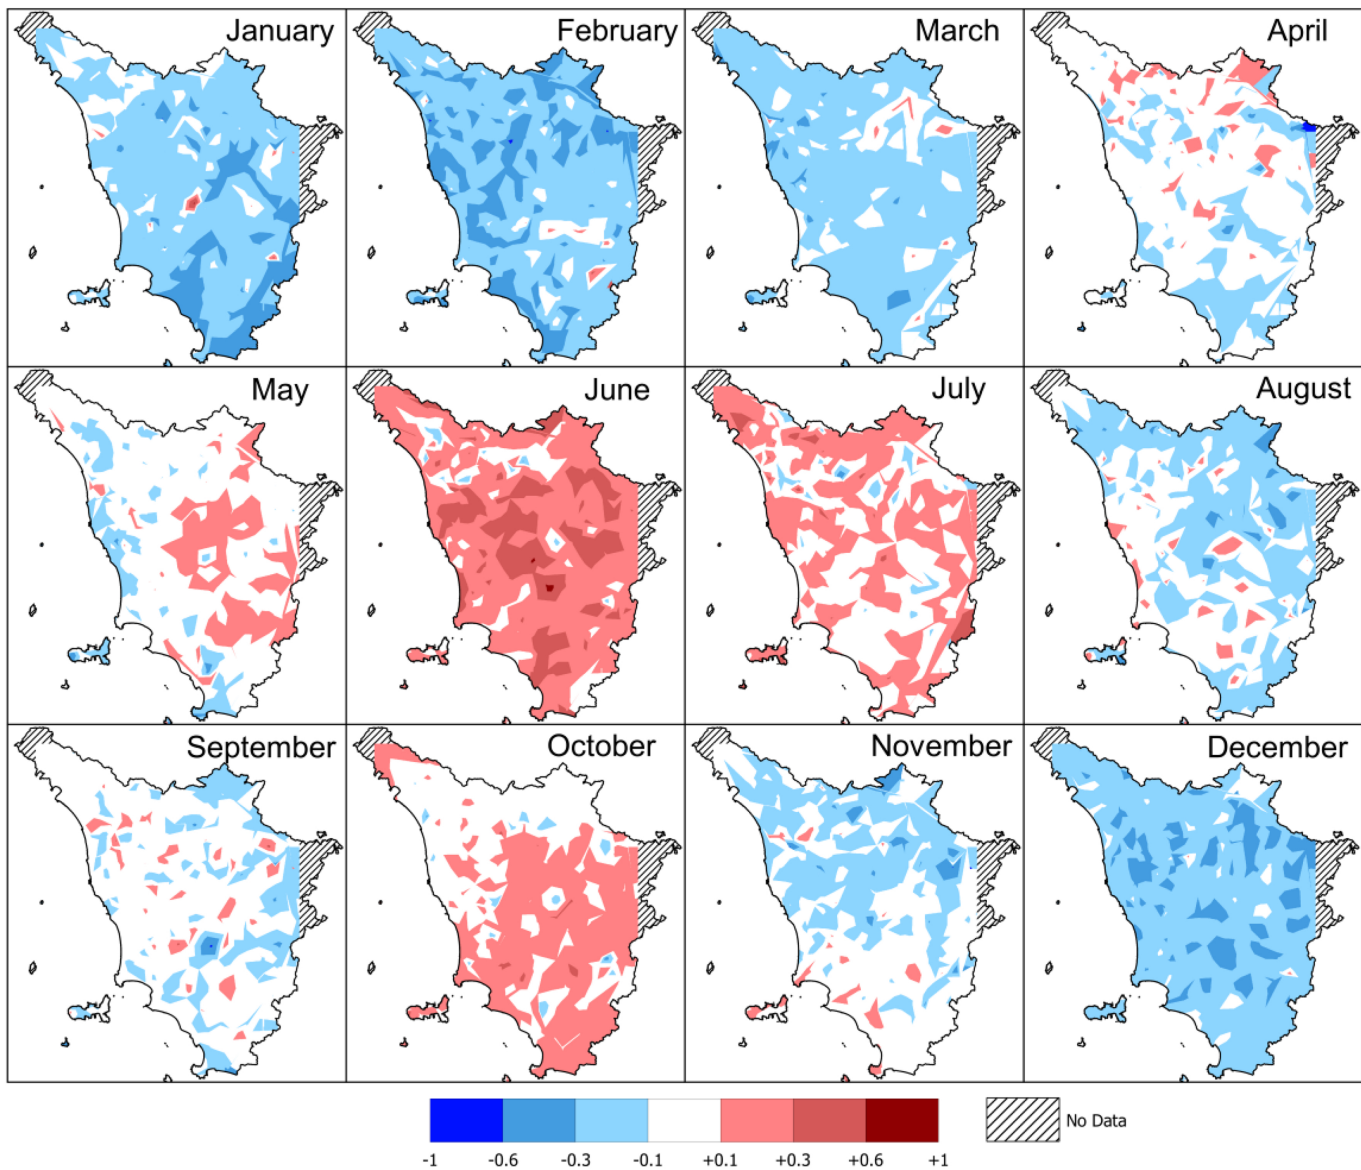 January
February
March
April
May
June
July
August
September
October
November
December
No Data
-1 -0.6 -0.3 -0.1 +0.1 +0.3 +0.6 +1